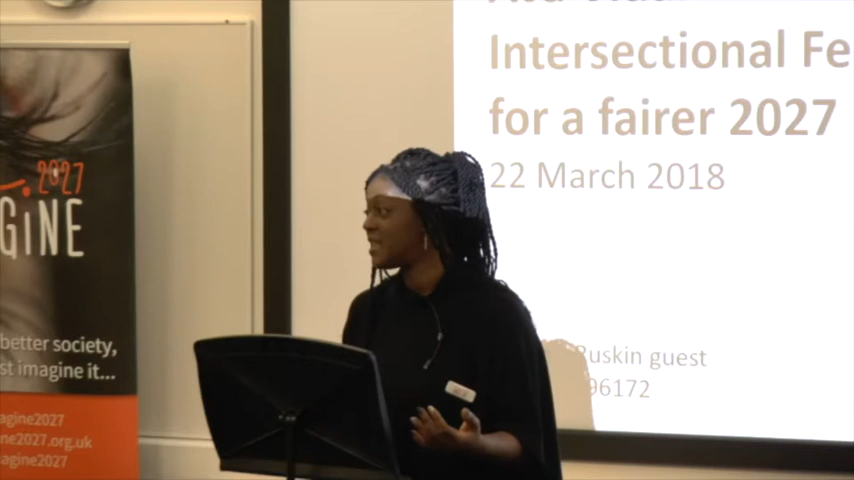 Intersectional Fe
for a fairer 2027
22 March 2018
Ruskin guest
96172
2027
GiNE
better society,
st imagine it...
agine2027
ne2027.org.uk
agine2027